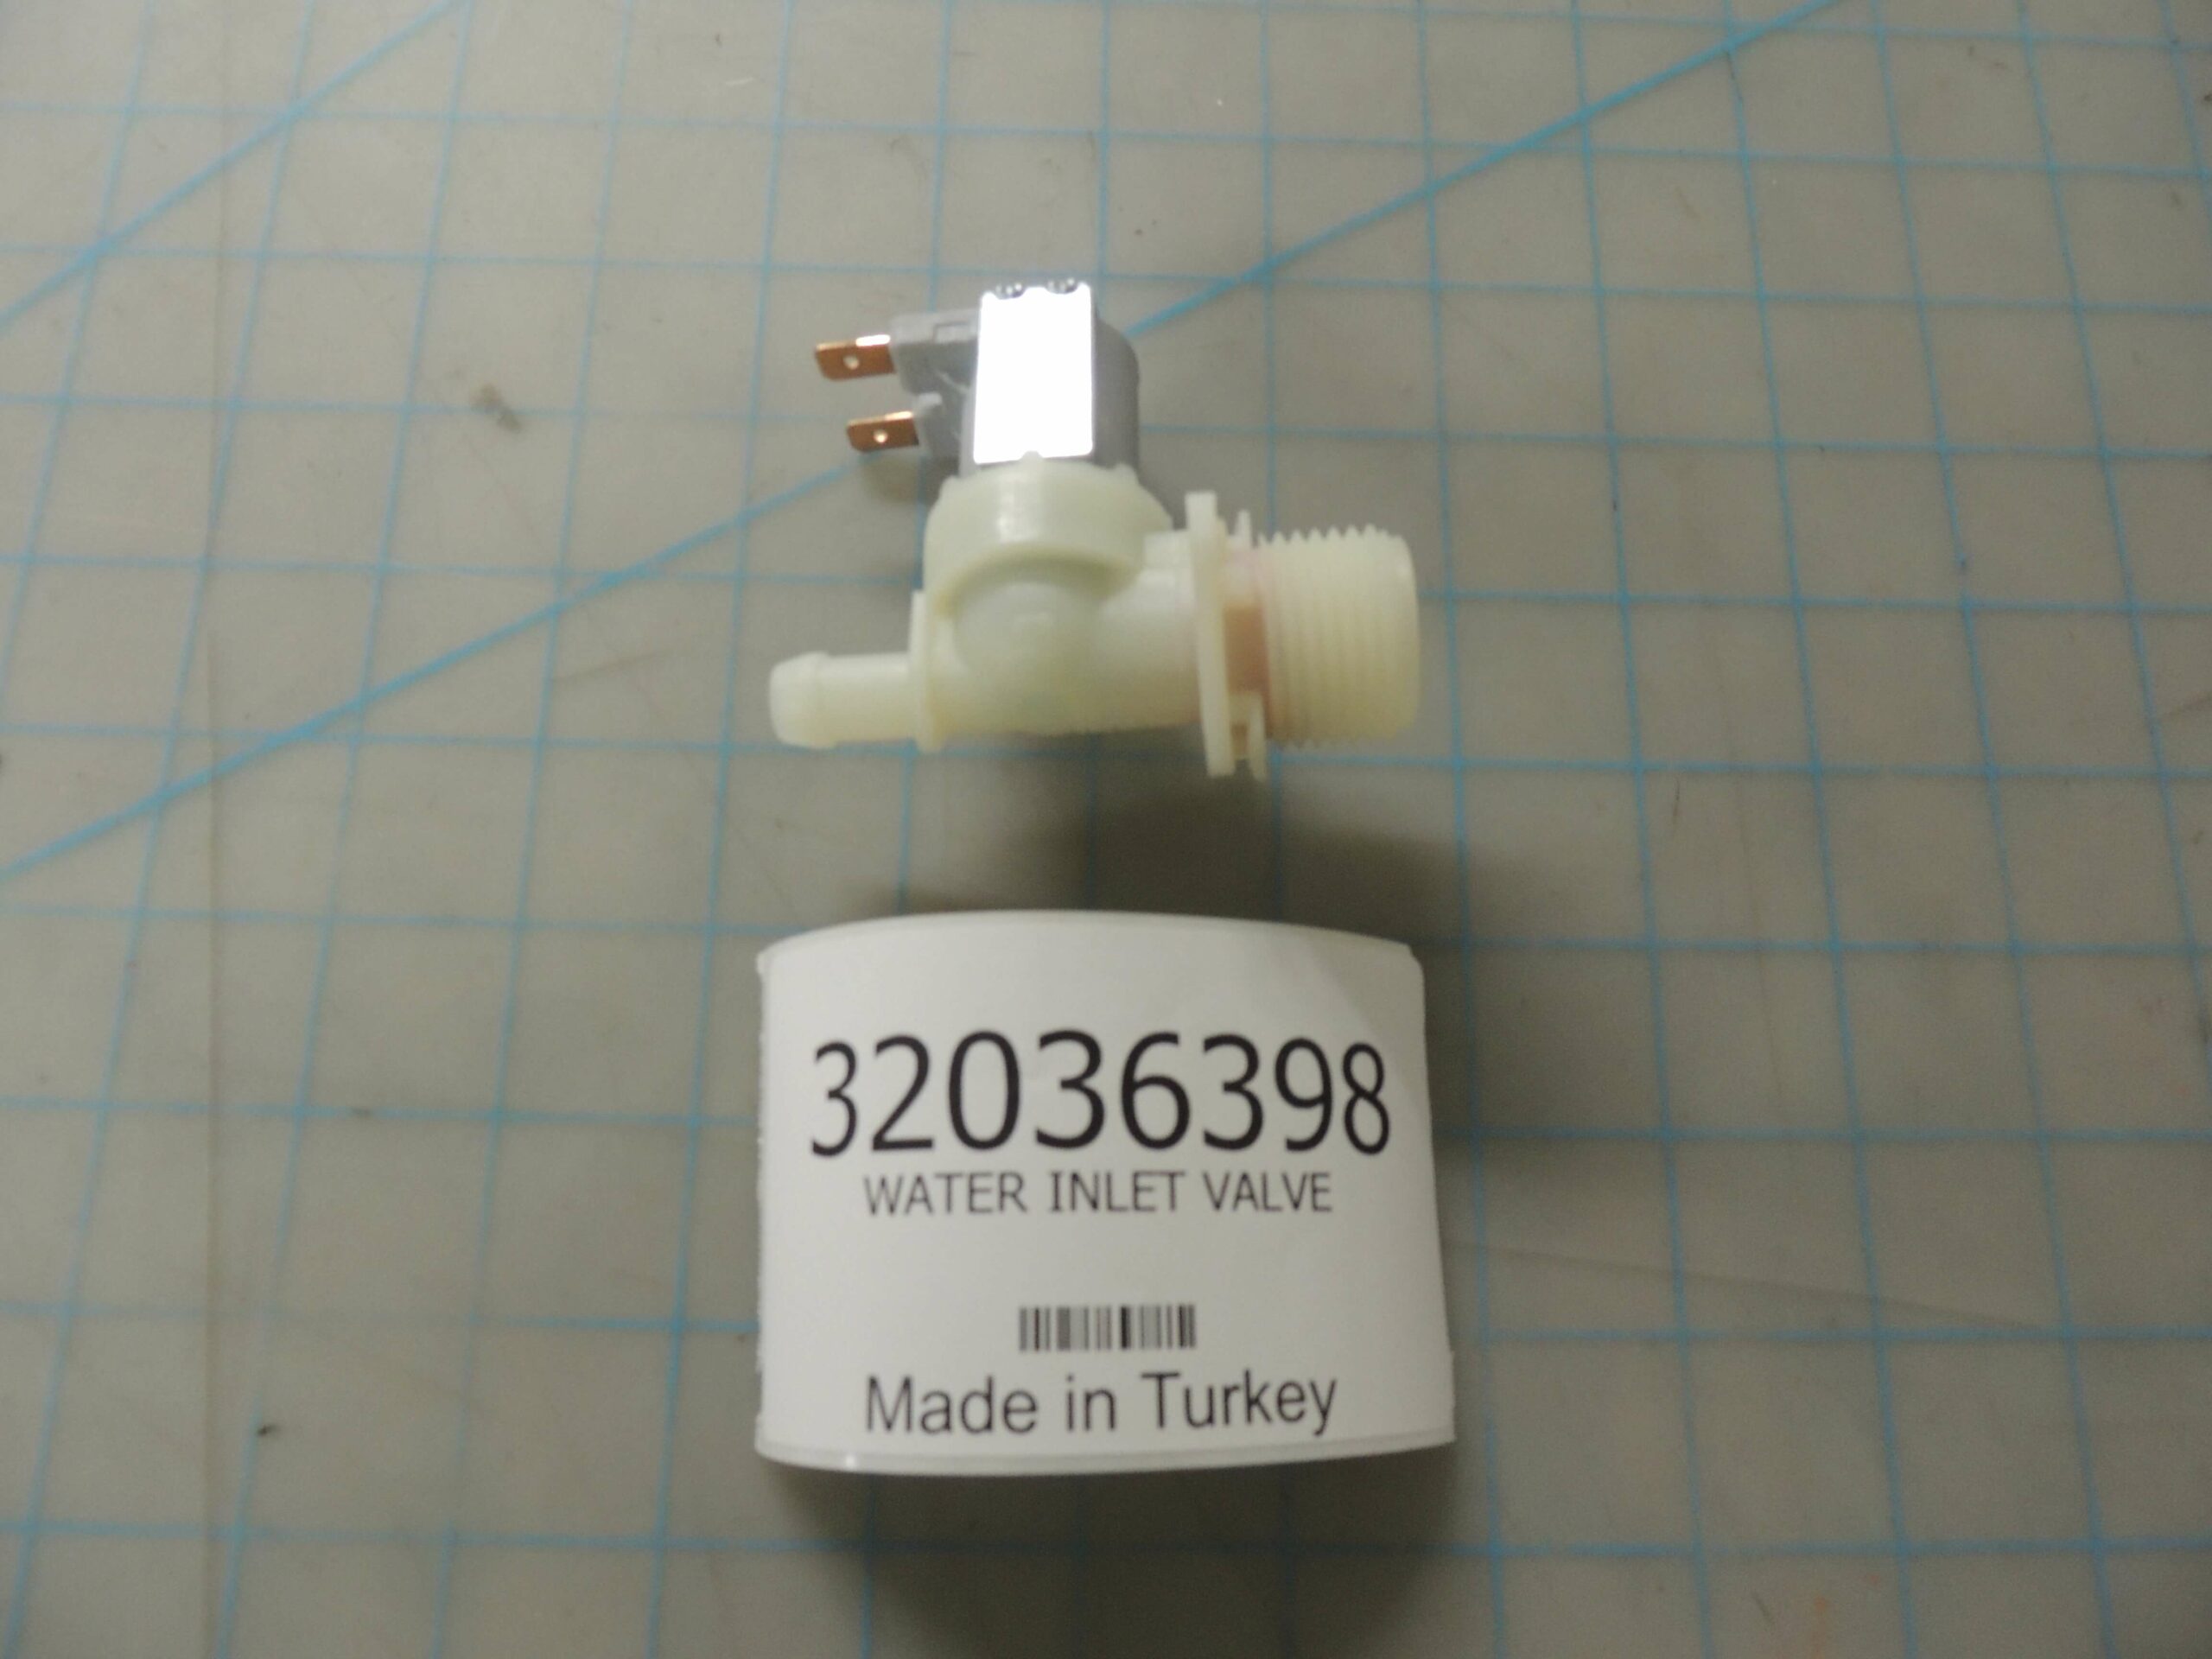 32036398
WATER INLET VALVE
Made in Turkey